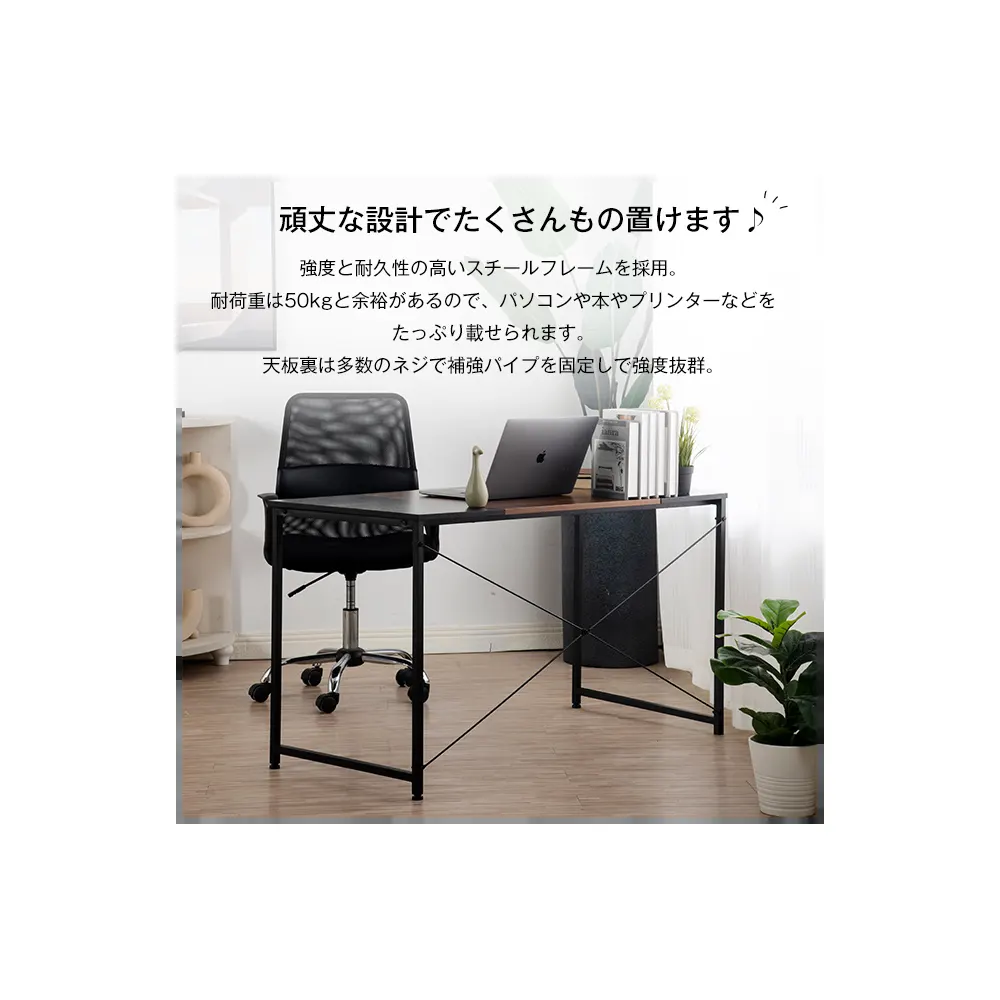 頑丈な設計でたくさんもの置けます♪
強度と耐久性の高いスチールフレームを採用。
耐荷重は50kgと余裕があるので、パソコンや本やプリンターなどを
たっぷり載せられます。
天板裏は多数のネジで補強パイプを固定しで強度抜群。